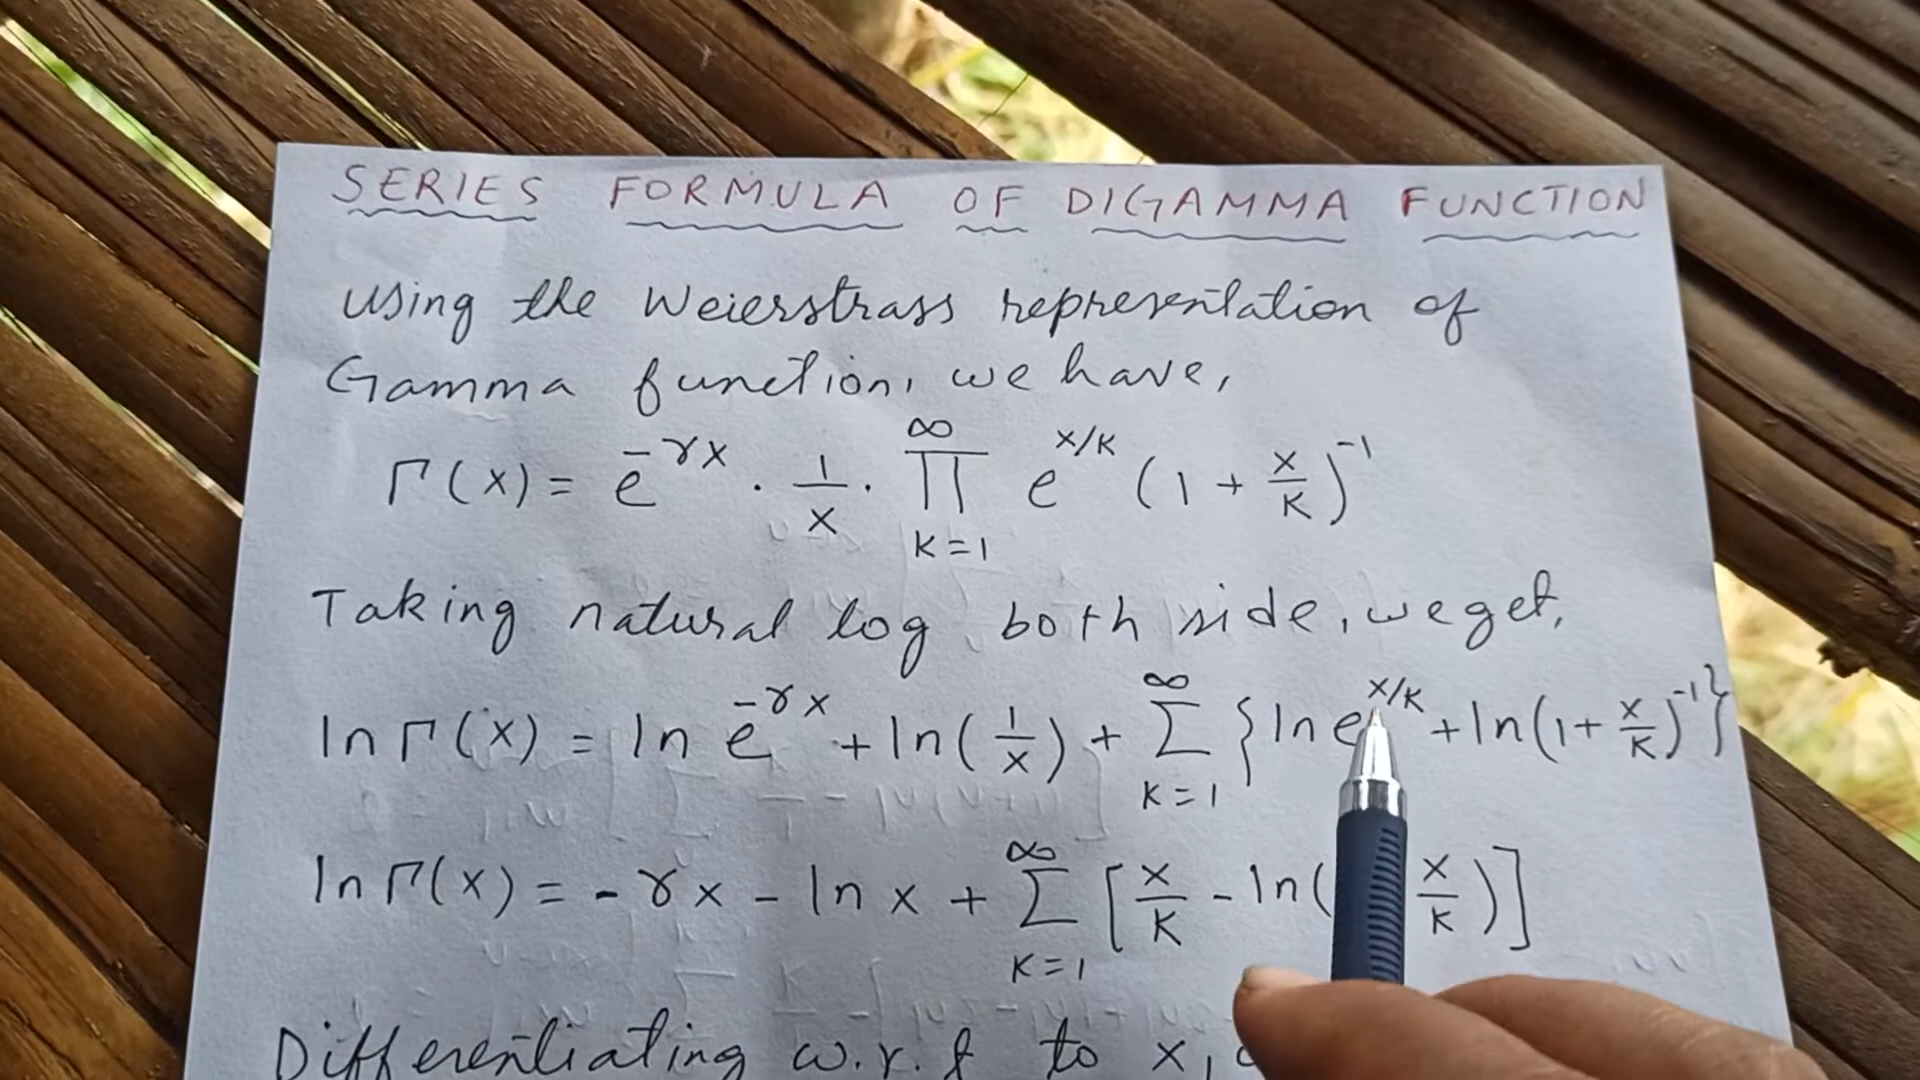 SERIES FORMULA OF DIGAMMA FUNCTION
Using the Weierstrass representation of
Gamma function, we have,
Γ(x) = e^{-γx} · 1/x · ∏_{k=1}^{∞} e^{x/k} (1 + x/k)^{-1}
Taking natural log both side, we get,
ln Γ(x) = ln e^{-γx} + ln(1/x) + ∑_{k=1}^{∞} {ln e^{x/k} + ln(1 + x/k)^{-1}}
ln Γ(x) = -γx - ln x + ∑_{k=1}^{∞} [x/k - ln( x/k)]
Differentiating w.r.t to x,